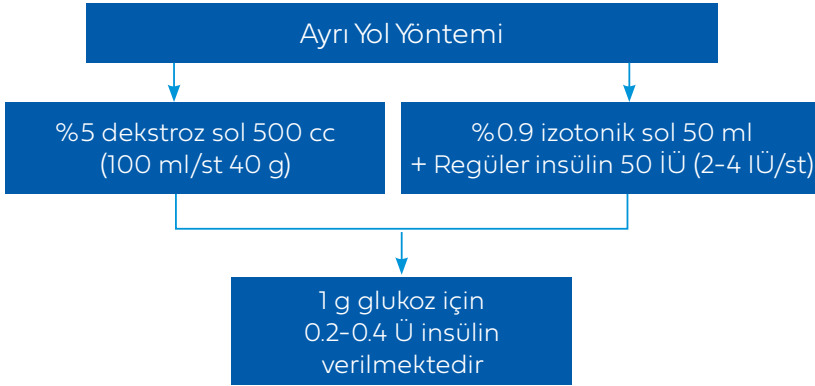 Ayrı Yol Yöntemi
%5 dekstroz sol 500 cc
(100 ml/st 40 g)
%0.9 izotonik sol 50 ml
+ Regüler insülin 50 İÜ (2-4 IÜ/st)
1 g glukoz için
0.2-0.4 Ü insülin
verilmektedir